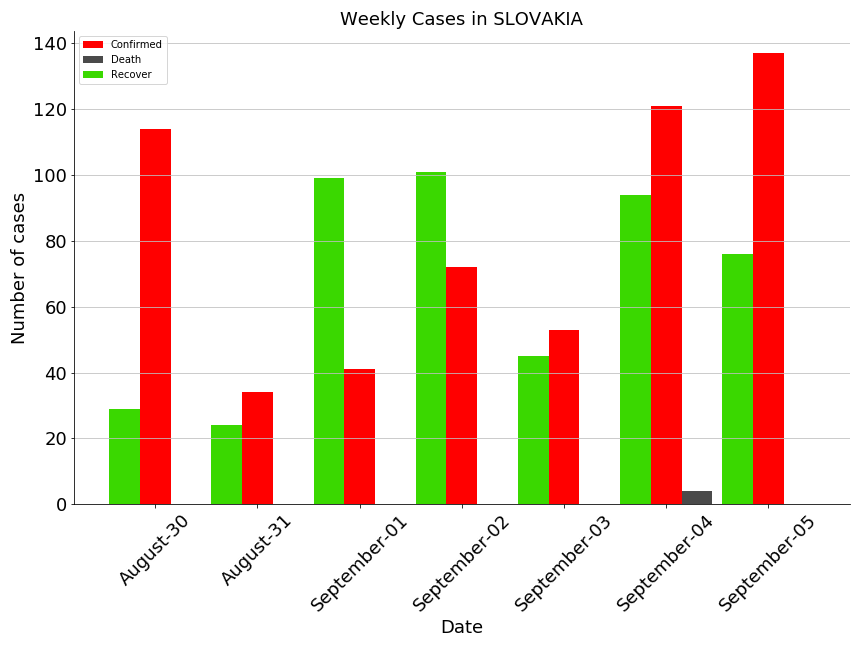 Weekly Cases in SLOVAKIA
Confirmed
Death
Recover
Number of cases
140
120
100
80
60
40
20
0
August-30
August-31
September-01
September-02
September-03
September-04
September-05
Date